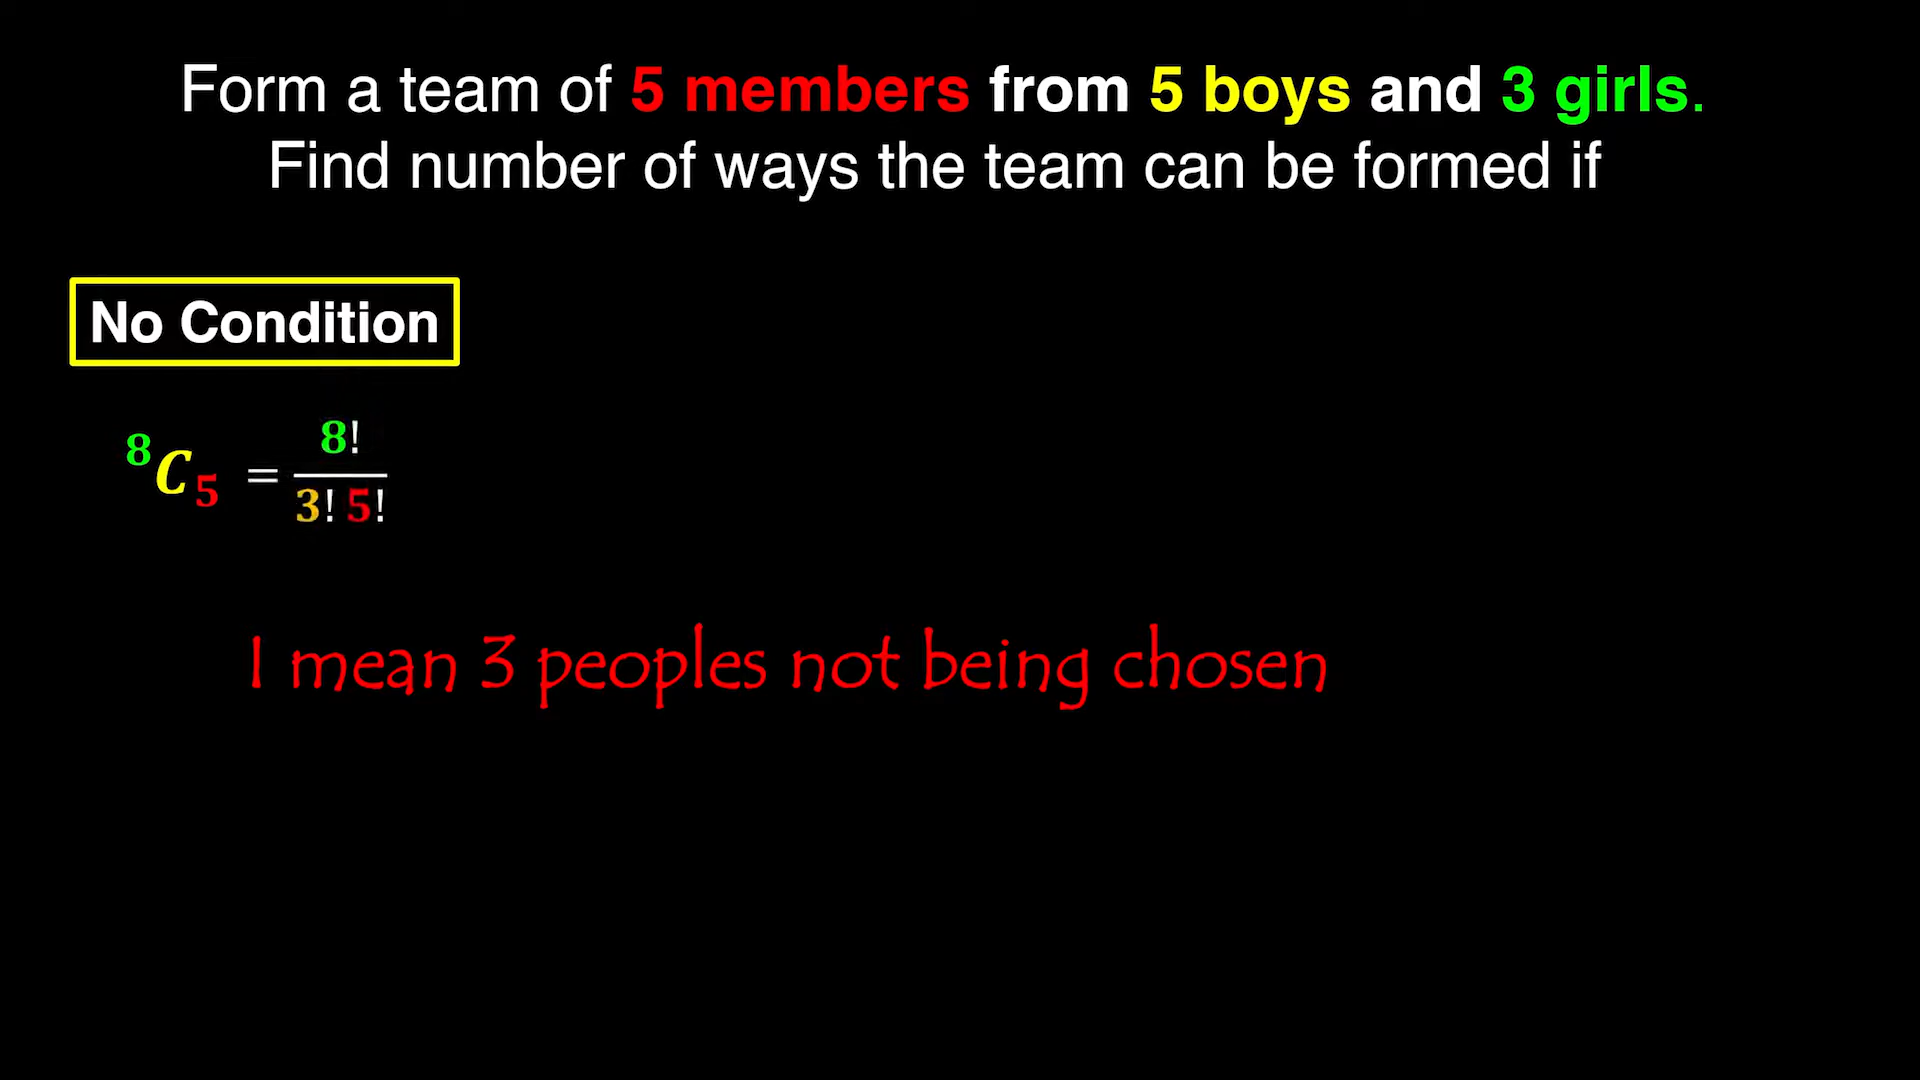 Form a team of 5 members from 5 boys and 3 girls.
Find number of ways the team can be formed if
No Condition
⁸C₅ = 8! / 3! 5!
I mean 3 peoples not being chosen